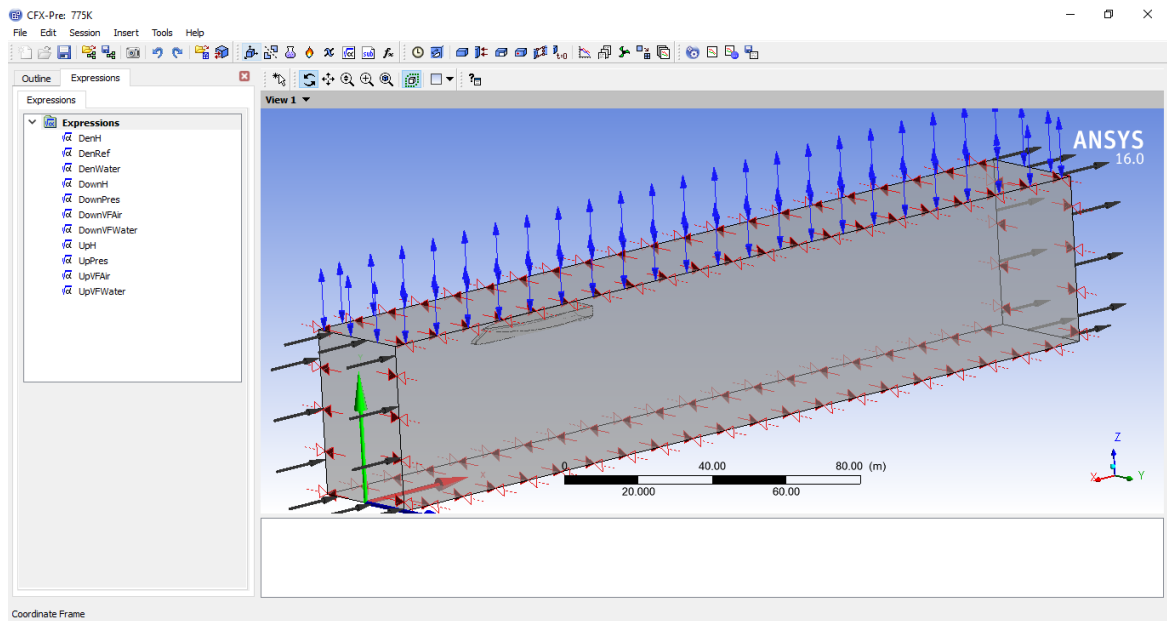 CFX-Pre: 775K
File Edit Session Insert Tools Help
Outline Expressions
Expressions
View 1
Expressions
DenH
DenRef
DenWater
DownH
DownPres
DownVFAir
DownVFWater
UpH
UpPres
UpVFAir
UpVFWater
ANSYS
16.0
0. 40.00 80.00 (m)
20.000 60.00
Z
X Y
Coordinate Frame